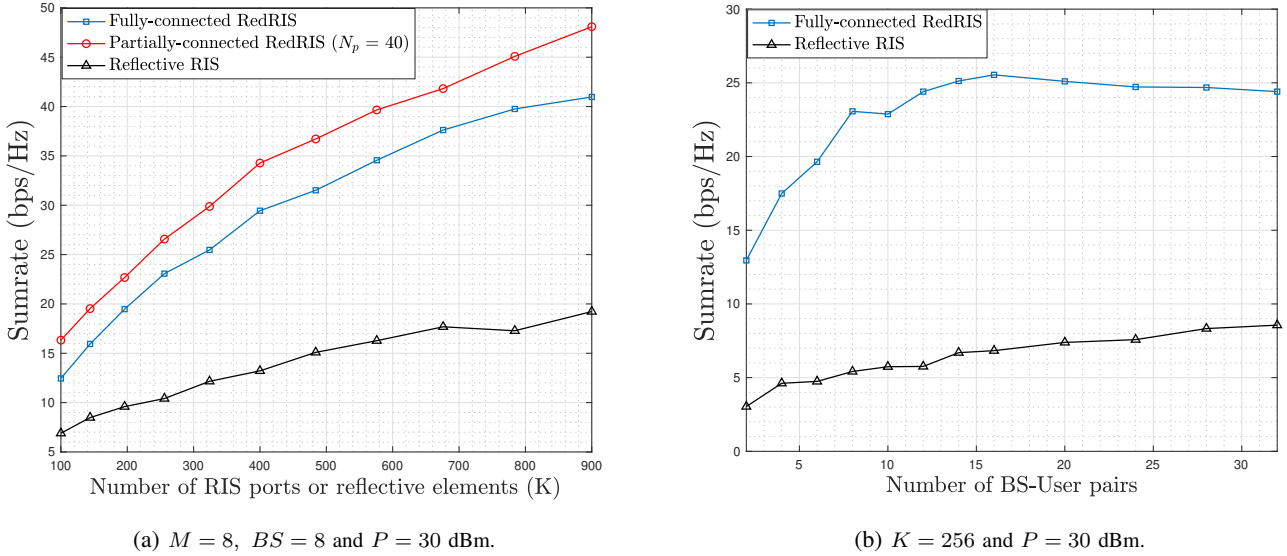 50
45
40
35
30
25
20
15
10
5
Sumrate (bps/Hz)
Fully-connected RedRIS
Partially-connected RedRIS (N_p = 40)
Reflective RIS
100 200 300 400 500 600 700 800 900
Number of RIS ports or reflective elements (K)
(a) M = 8, BS = 8 and P = 30 dBm.
30
25
20
15
10
5
0
Sumrate (bps/Hz)
Fully-connected RedRIS
Reflective RIS
5 10 15 20 25 30
Number of BS-User pairs
(b) K = 256 and P = 30 dBm.